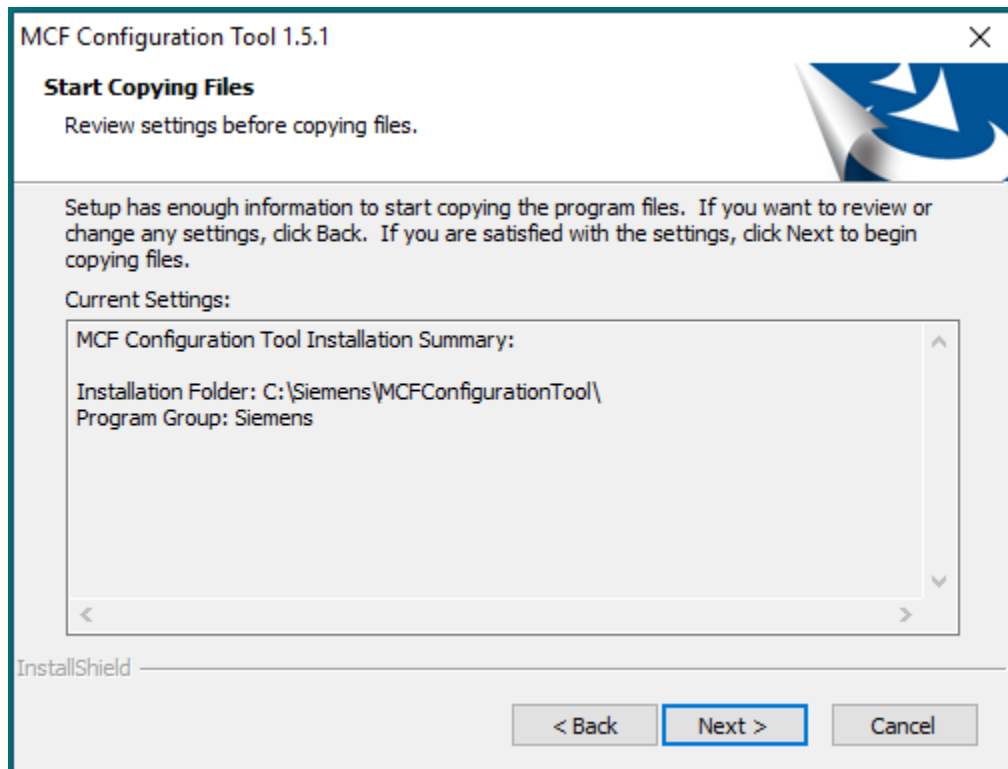 MCF Configuration Tool 1.5.1
Start Copying Files
Review settings before copying files.
Setup has enough information to start copying the program files.  If you want to review or
change any settings, click Back.  If you are satisfied with the settings, click Next to begin
copying files.
Current Settings:
MCF Configuration Tool Installation Summary:
Installation Folder: C:\Siemens\MCFConfigurationTool\
Program Group: Siemens
InstallShield
< Back
Next >
Cancel